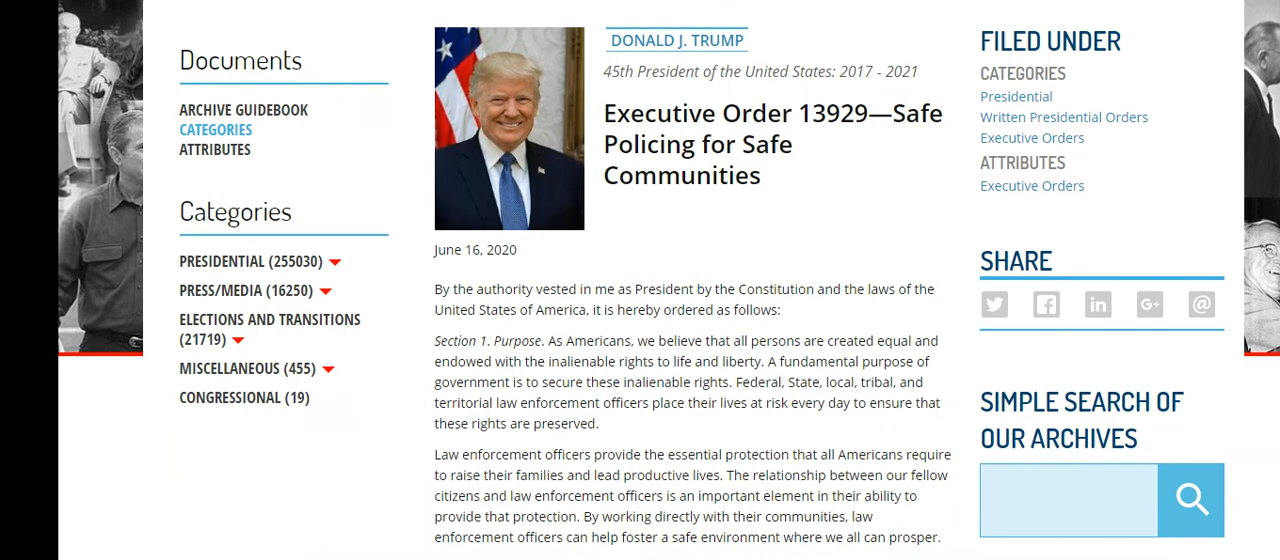 Documents
ARCHIVE GUIDEBOOK
CATEGORIES
ATTRIBUTES
Categories
PRESIDENTIAL (255030)
PRESS/MEDIA (16250)
ELECTIONS AND TRANSITIONS
(21719)
MISCELLANEOUS (455)
CONGRESSIONAL (19)
DONALD J. TRUMP
45th President of the United States: 2017 - 2021
Executive Order 13929—Safe
Policing for Safe
Communities
June 16, 2020
By the authority vested in me as President by the Constitution and the laws of the
United States of America, it is hereby ordered as follows:
Section 1. Purpose. As Americans, we believe that all persons are created equal and
endowed with the inalienable rights to life and liberty. A fundamental purpose of
government is to secure these inalienable rights. Federal, State, local, tribal, and
territorial law enforcement officers place their lives at risk every day to ensure that
these rights are preserved.
Law enforcement officers provide the essential protection that all Americans require
to raise their families and lead productive lives. The relationship between our fellow
citizens and law enforcement officers is an important element in their ability to
provide that protection. By working directly with their communities, law
enforcement officers can help foster a safe environment where we all can prosper.
FILED UNDER
CATEGORIES
Presidential
Written Presidential Orders
Executive Orders
ATTRIBUTES
Executive Orders
SHARE
SIMPLE SEARCH OF
OUR ARCHIVES